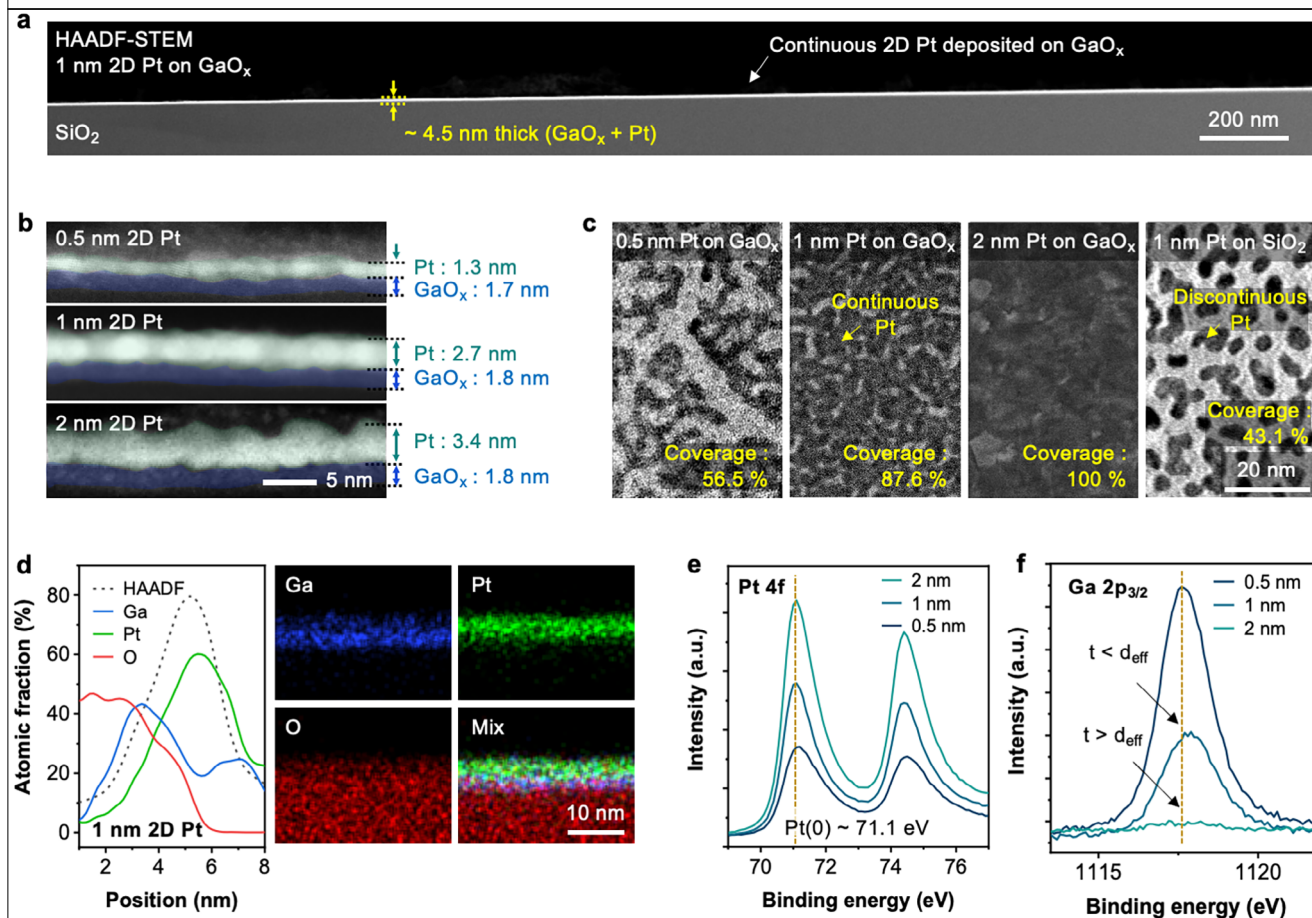 a
HAADF-STEM
1 nm 2D Pt on GaOₓ
Continuous 2D Pt deposited on GaOₓ
~ 4.5 nm thick (GaOₓ + Pt)
SiO₂
200 nm
b
0.5 nm 2D Pt
Pt : 1.3 nm
GaOₓ : 1.7 nm
1 nm 2D Pt
Pt : 2.7 nm
GaOₓ : 1.8 nm
2 nm 2D Pt
Pt : 3.4 nm
5 nm
GaOₓ : 1.8 nm
c
0.5 nm Pt on GaOₓ
Coverage :
56.5 %
1 nm Pt on GaOₓ
Continuous
Pt
Coverage :
87.6 %
2 nm Pt on GaOₓ
Coverage :
100 %
1 nm Pt on SiO₂
Discontinuous
Pt
Coverage :
43.1 %
20 nm
d
Atomic fraction (%)
80
60
40
20
0
HAADF
Ga
Pt
O
1 nm 2D Pt
2 4 6 8
Position (nm)
Ga
Pt
O
Mix
10 nm
e
Pt 4f
2 nm
1 nm
0.5 nm
Intensity (a.u.)
Pt(0) ~ 71.1 eV
70 72 74 76
Binding energy (eV)
f
Ga 2p₃/₂
0.5 nm
1 nm
2 nm
t < d_eff
t > d_eff
Intensity (a.u.)
1115 1120
Binding energy (eV)